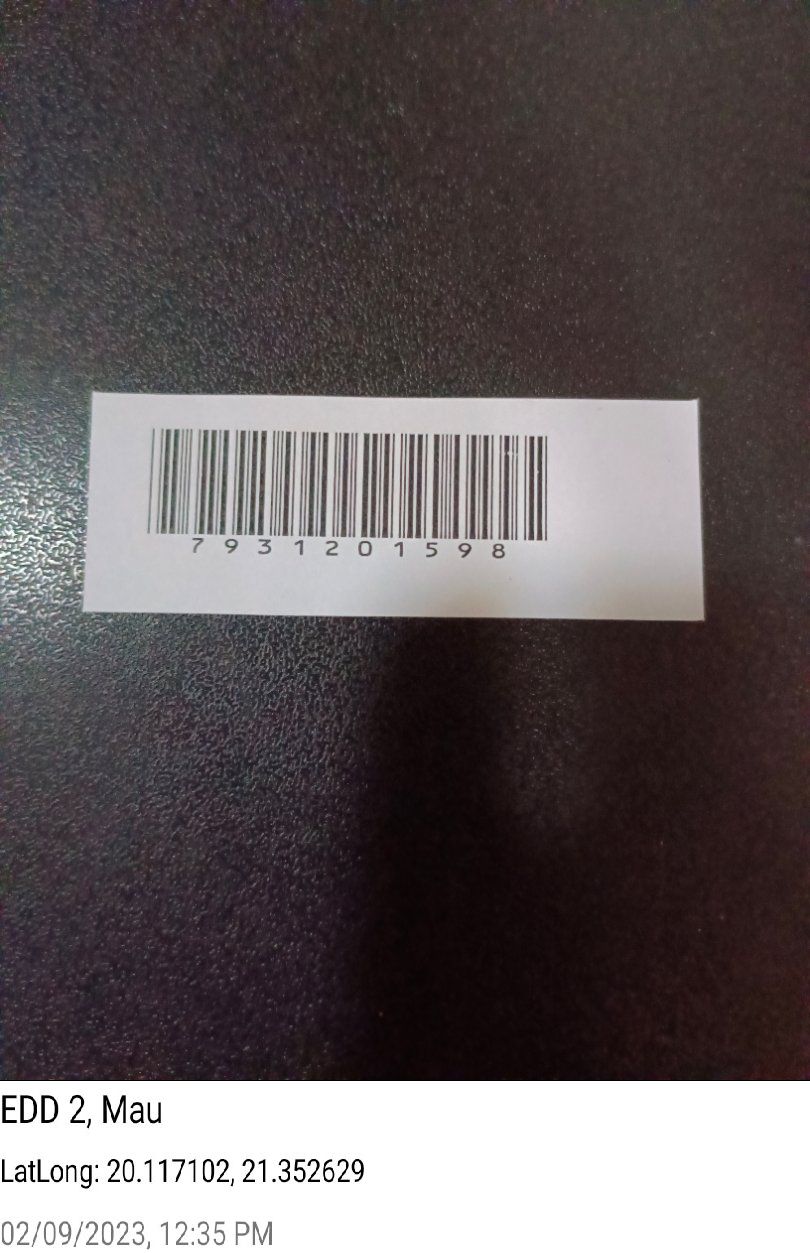 7931201598
EDD 2, Mau
LatLong: 20.117102, 21.352629
02/09/2023, 12:35 PM